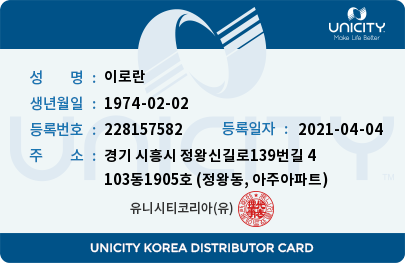 UNICITY
Make Life Better
성 명 : 이로란
생년월일 : 1974-02-02
등록번호 : 228157582 등록일자 : 2021-04-04
주 소 : 경기 시흥시 정왕신길로139번길 4
103동1905호 (정왕동, 아주아파트)
유니시티코리아(유)
UNICITY
UNICITY KOREA DISTRIBUTOR CARD